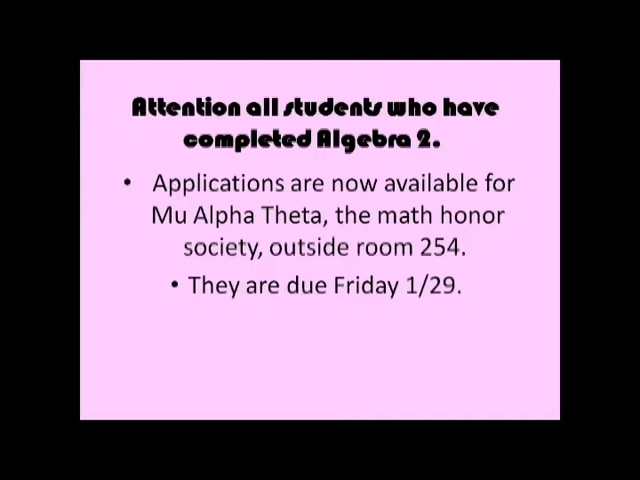 Attention all students who have
completed Algebra 2.
• Applications are now available for
Mu Alpha Theta, the math honor
society, outside room 254.
• They are due Friday 1/29.